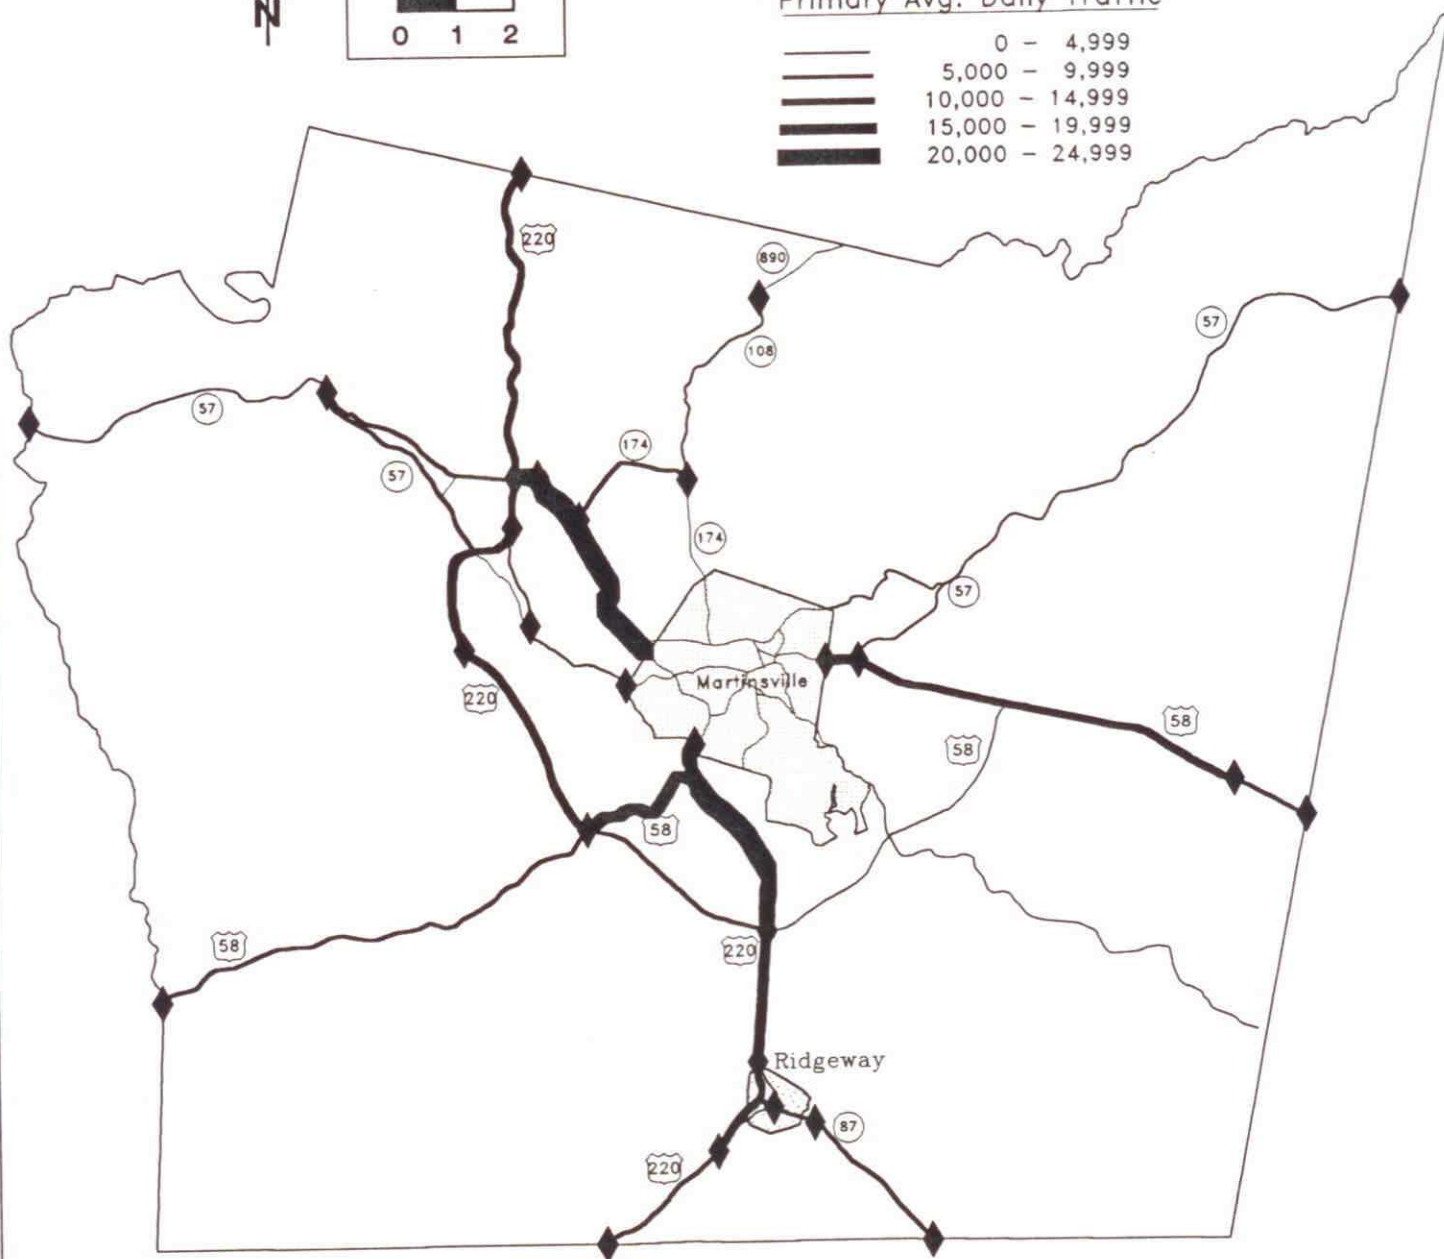 N
0 1 2
Primary Avg. Daily Traffic
0 - 4,999
5,000 - 9,999
10,000 - 14,999
15,000 - 19,999
20,000 - 24,999
220
890
57
108
57
174
57
174
57
Martinsville
220
58
58
58
58
220
Ridgeway
87
220